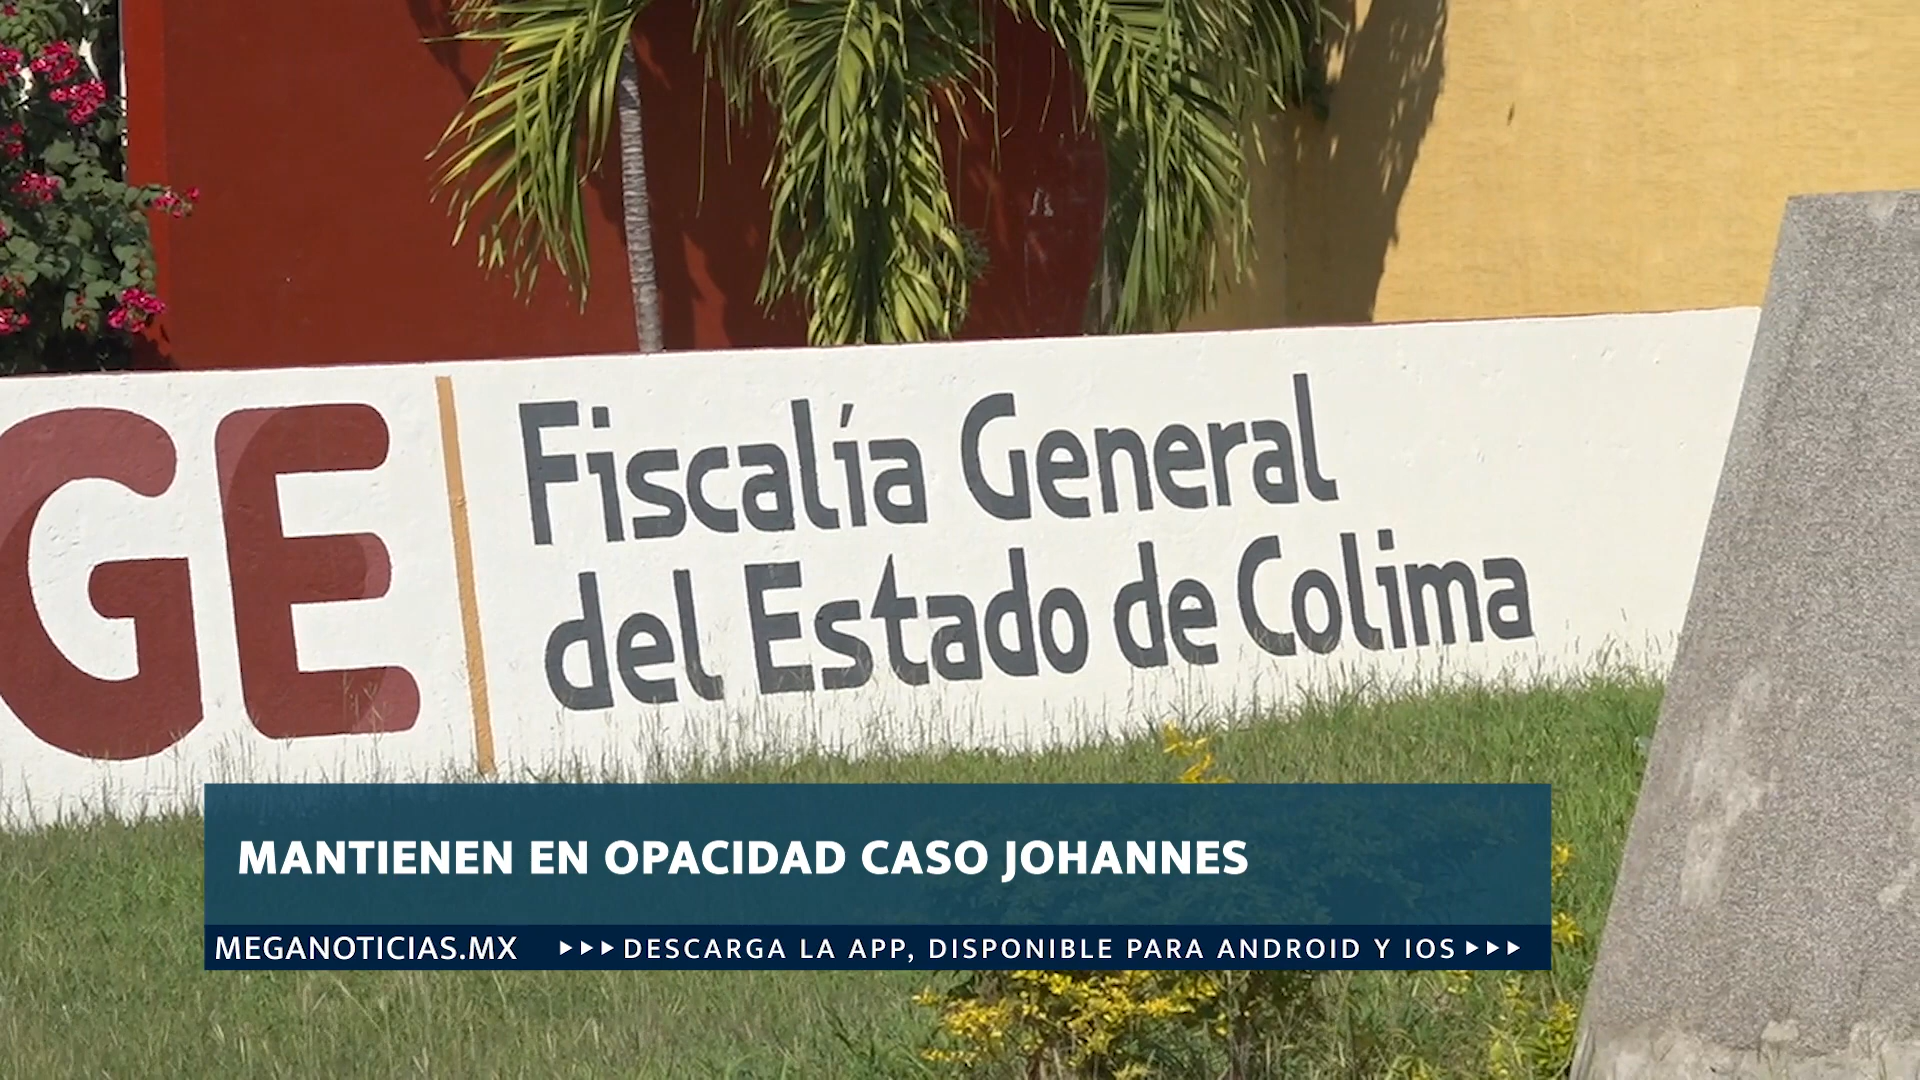 GE
Fiscalía General
del Estado de Colima
MANTIENEN EN OPACIDAD CASO JOHANNES
MEGANOTICIAS.MX DESCARGA LA APP, DISPONIBLE PARA ANDROID Y IOS